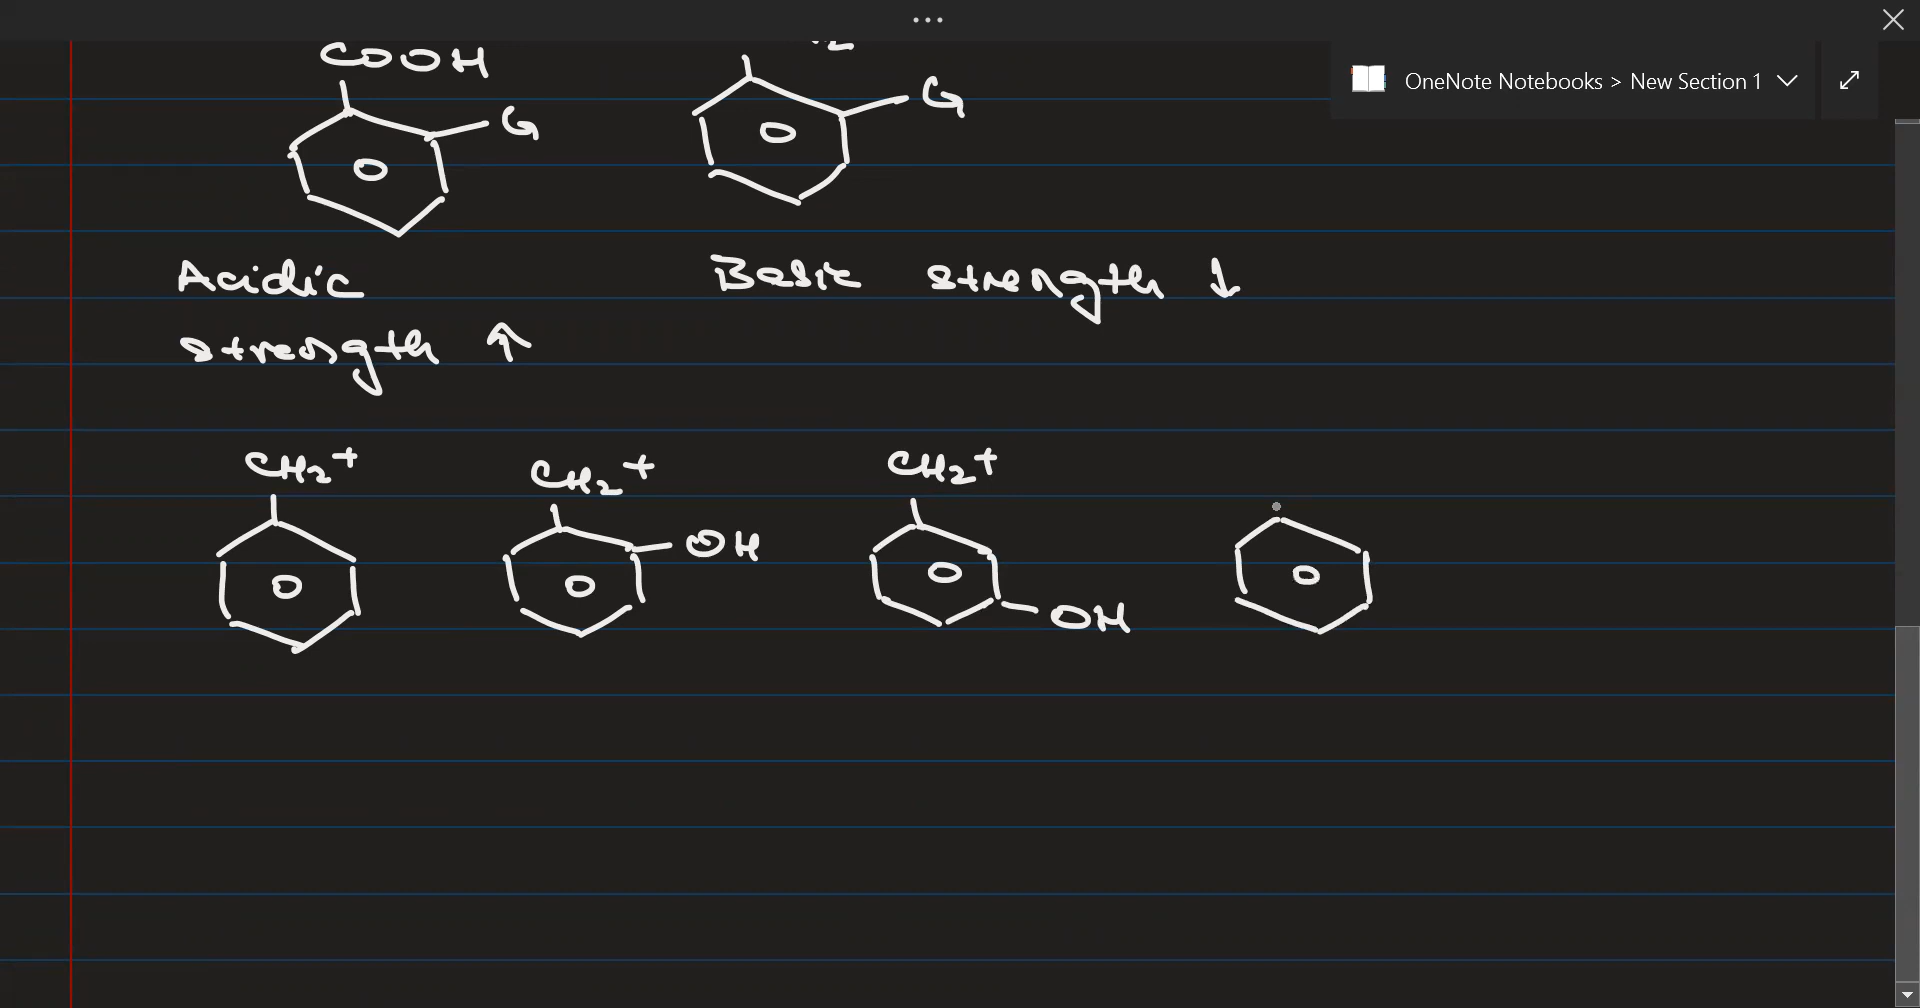 OneNote Notebooks > New Section 1
COOH
G
G
Acidic
strength ↑
Basic strength ↓
CH₂⁺
CH₂⁺
CH₂⁺
OH
OH